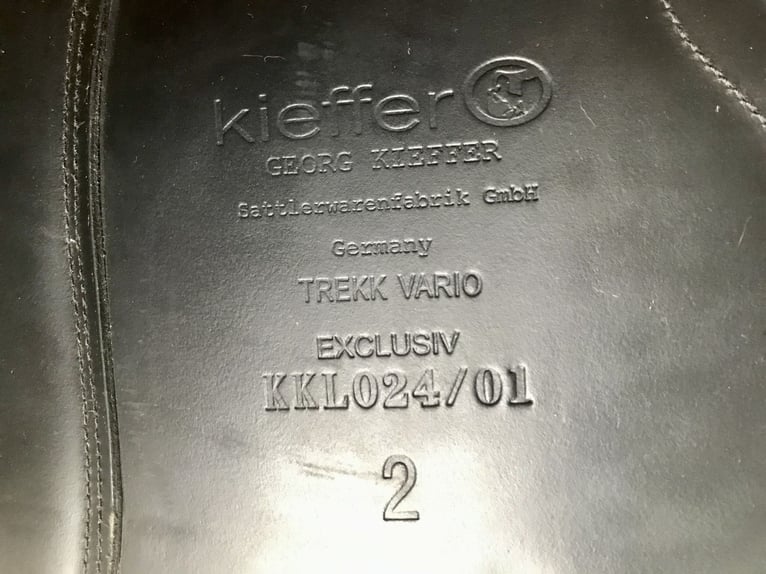 kieffer
GEORG KIEFFER
Sattlerwarenfabrik GmbH
Germany
TREKK VARIO
EXCLUSIV
KKL024/01
2